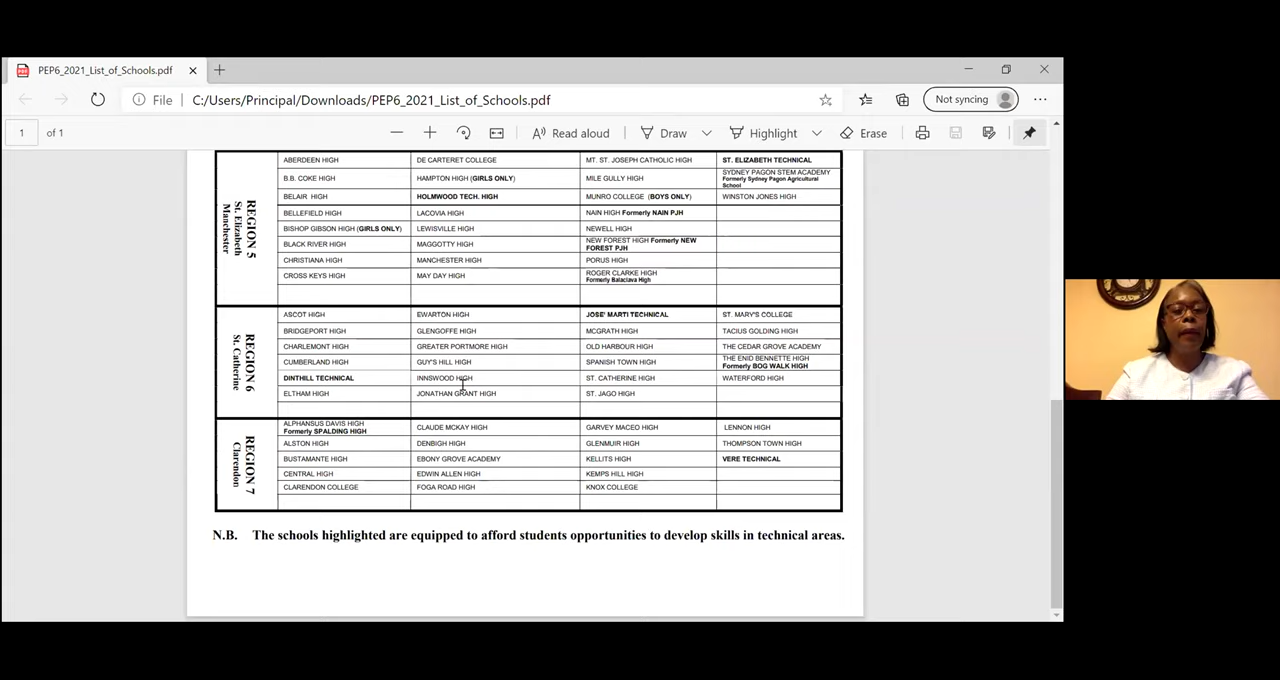 PEP6_2021_List_of_Schools.pdf
File C:/Users/Principal/Downloads/PEP6_2021_List_of_Schools.pdf Not syncing
1 of 1 Read aloud Draw Highlight Erase
REGION 5
St. Elizabeth
Manchester
ABERDEEN HIGH DE CARTERET COLLEGE MT. ST. JOSEPH CATHOLIC HIGH ST. ELIZABETH TECHNICAL
B.B. COKE HIGH HAMPTON HIGH (GIRLS ONLY) MILE GULLY HIGH SYDNEY PAGON STEM ACADEMY
Formerly Sydney Pagon Agricultural
School
BELAIR HIGH HOLMWOOD TECH. HIGH MUNRO COLLEGE (BOYS ONLY) WINSTON JONES HIGH
BELLEFIELD HIGH LACOVIA HIGH NAIN HIGH Formerly NAIN PJH
BISHOP GIBSON HIGH (GIRLS ONLY) LEWISVILLE HIGH NEWELL HIGH
BLACK RIVER HIGH MAGGOTTY HIGH NEW FOREST HIGH Formerly NEW
FOREST PJH
CHRISTIANA HIGH MANCHESTER HIGH PORUS HIGH
CROSS KEYS HIGH MAY DAY HIGH ROGER CLARKE HIGH
Formerly Balaclava High
REGION 6
St. Catherine
ASCOT HIGH EWARTON HIGH JOSE' MARTI TECHNICAL ST. MARY'S COLLEGE
BRIDGEPORT HIGH GLENGOFFE HIGH MCGRATH HIGH TACIUS GOLDING HIGH
CHARLEMONT HIGH GREATER PORTMORE HIGH OLD HARBOUR HIGH THE CEDAR GROVE ACADEMY
CUMBERLAND HIGH GUY'S HILL HIGH SPANISH TOWN HIGH THE ENID BENNETTE HIGH
Formerly BOG WALK HIGH
DINTHILL TECHNICAL INNSWOOD HIGH ST. CATHERINE HIGH WATERFORD HIGH
ELTHAM HIGH JONATHAN GRANT HIGH ST. JAGO HIGH
REGION 7
Clarendon
ALPHANSUS DAVIS HIGH
Formerly SPALDING HIGH CLAUDE MCKAY HIGH GARVEY MACEO HIGH LENNON HIGH
ALSTON HIGH DENBIGH HIGH GLENMUIR HIGH THOMPSON TOWN HIGH
BUSTAMANTE HIGH EBONY GROVE ACADEMY KELLITS HIGH VERE TECHNICAL
CENTRAL HIGH EDWIN ALLEN HIGH KEMPS HILL HIGH
CLARENDON COLLEGE FOGA ROAD HIGH KNOX COLLEGE
N.B. The schools highlighted are equipped to afford students opportunities to develop skills in technical areas.